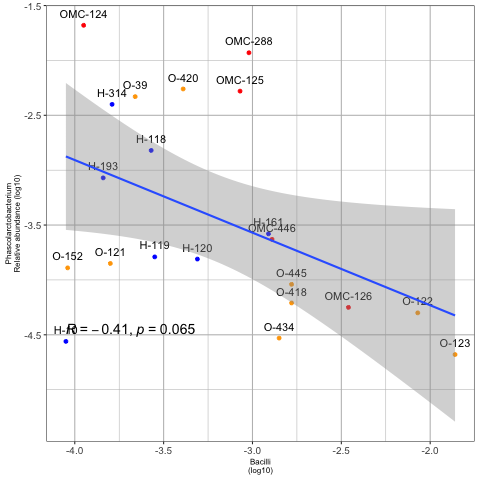 -1.5
-2.5
-3.5
-4.5
Phascolarctobacterium
Relative abundance (log10)
OMC-124
OMC-288
OMC-125
O-420
O-39
H-314
H-118
H-193
H-161
OMC-446
H-119
H-120
O-121
O-152
O-445
O-418
OMC-126
O-122
O-434
O-123
R = − 0.41, p = 0.065
-4.0 -3.5 -3.0 -2.5 -2.0
Bacilli
(log10)